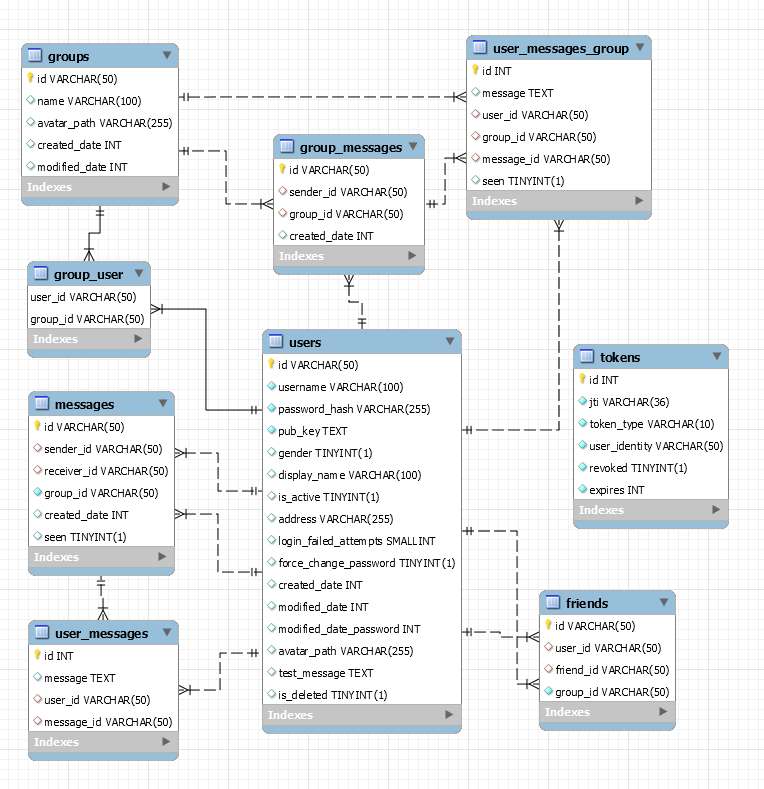 groups
id VARCHAR(50)
name VARCHAR(100)
avatar_path VARCHAR(255)
created_date INT
modified_date INT
Indexes
user_messages_group
id INT
message TEXT
user_id VARCHAR(50)
group_id VARCHAR(50)
message_id VARCHAR(50)
seen TINYINT(1)
Indexes
group_messages
id VARCHAR(50)
sender_id VARCHAR(50)
group_id VARCHAR(50)
created_date INT
Indexes
group_user
user_id VARCHAR(50)
group_id VARCHAR(50)
Indexes
users
id VARCHAR(50)
username VARCHAR(100)
password_hash VARCHAR(255)
pub_key TEXT
gender TINYINT(1)
display_name VARCHAR(100)
is_active TINYINT(1)
address VARCHAR(255)
login_failed_attempts SMALLINT
force_change_password TINYINT(1)
created_date INT
modified_date INT
modified_date_password INT
avatar_path VARCHAR(255)
test_message TEXT
is_deleted TINYINT(1)
Indexes
tokens
id INT
jti VARCHAR(36)
token_type VARCHAR(10)
user_identity VARCHAR(50)
revoked TINYINT(1)
expires INT
Indexes
messages
id VARCHAR(50)
sender_id VARCHAR(50)
receiver_id VARCHAR(50)
group_id VARCHAR(50)
created_date INT
seen TINYINT(1)
Indexes
friends
id VARCHAR(50)
user_id VARCHAR(50)
friend_id VARCHAR(50)
group_id VARCHAR(50)
Indexes
user_messages
id INT
message TEXT
user_id VARCHAR(50)
message_id VARCHAR(50)
Indexes